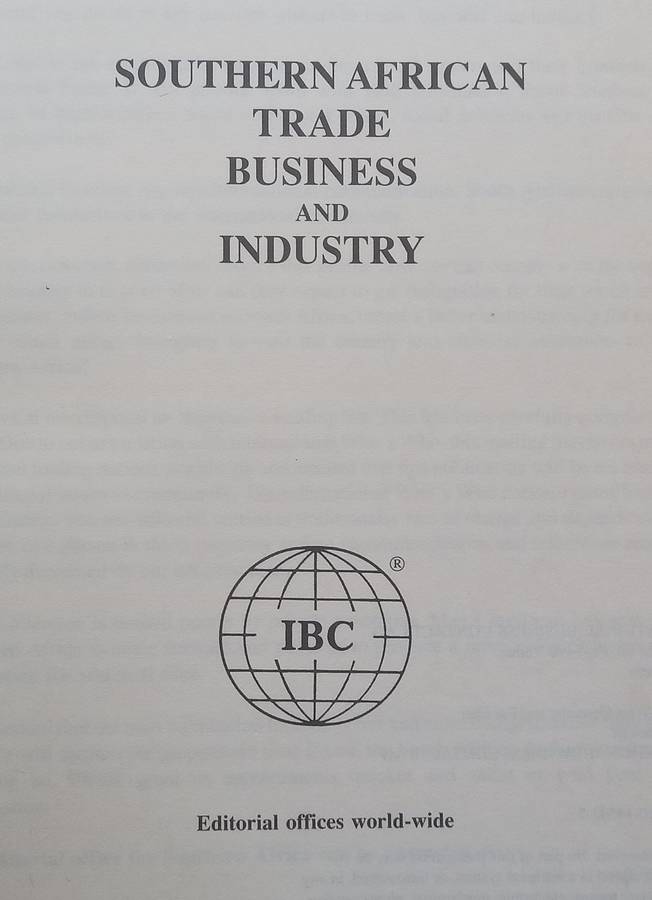 SOUTHERN AFRICAN
TRADE
BUSINESS
AND
INDUSTRY
®
IBC
Editorial offices world-wide